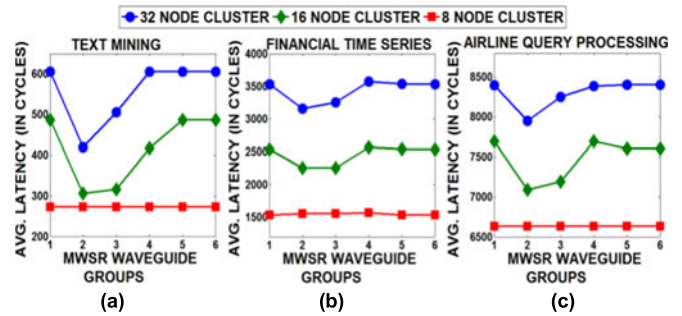 32 NODE CLUSTER 16 NODE CLUSTER 8 NODE CLUSTER
TEXT MINING
AVG. LATENCY (IN CYCLES)
600
500
400
300
200
1 2 3 4 5 6
MWSR WAVEGUIDE
GROUPS
(a)
FINANCIAL TIME SERIES
AVG. LATENCY (IN CYCLES)
4000
3500
3000
2500
2000
1500
1 2 3 4 5 6
MWSR WAVEGUIDE
GROUPS
(b)
AIRLINE QUERY PROCESSING
AVG. LATENCY (IN CYCLES)
8500
8000
7500
7000
6500
1 2 3 4 5 6
MWSR WAVEGUIDE
GROUPS
(c)